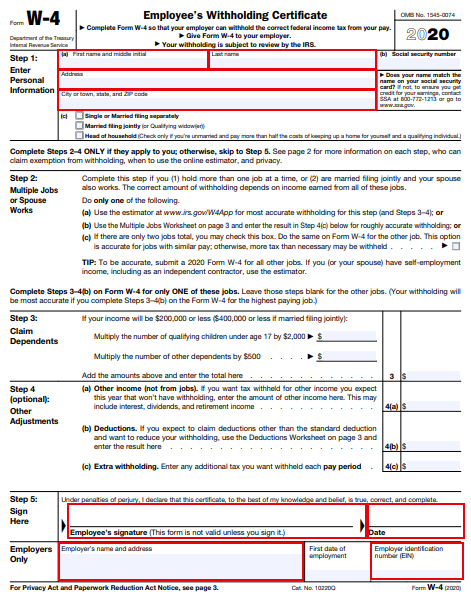 Form W-4
Department of the Treasury
Internal Revenue Service
Employee's Withholding Certificate
▶ Complete Form W-4 so that your employer can withhold the correct federal income tax from your pay.
▶ Give Form W-4 to your employer.
▶ Your withholding is subject to review by the IRS.
OMB No. 1545-0074
2020
Step 1:
Enter
Personal
Information
(a) First name and middle initial
Last name
(b) Social security number
Address
City or town, state, and ZIP code
▶ Does your name match the
name on your social security
card? If not, to ensure you get
credit for your earnings, contact
SSA at 800-772-1213 or go to
www.ssa.gov.
(c) Single or Married filing separately
Married filing jointly (or Qualifying widow(er))
Head of household (Check only if you're unmarried and pay more than half the costs of keeping up a home for yourself and a qualifying individual.)
Complete Steps 2–4 ONLY if they apply to you; otherwise, skip to Step 5. See page 2 for more information on each step, who can
claim exemption from withholding, when to use the online estimator, and privacy.
Step 2:
Multiple Jobs
or Spouse
Works
Complete this step if you (1) hold more than one job at a time, or (2) are married filing jointly and your spouse
also works. The correct amount of withholding depends on income earned from all of these jobs.
Do only one of the following.
(a) Use the estimator at www.irs.gov/W4App for most accurate withholding for this step (and Steps 3–4); or
(b) Use the Multiple Jobs Worksheet on page 3 and enter the result in Step 4(c) below for roughly accurate withholding; or
(c) If there are only two jobs total, you may check this box. Do the same on Form W-4 for the other job. This option
is accurate for jobs with similar pay; otherwise, more tax than necessary may be withheld . . . . . ▶
TIP: To be accurate, submit a 2020 Form W-4 for all other jobs. If you (or your spouse) have self-employment
income, including as an independent contractor, use the estimator.
Complete Steps 3–4(b) on Form W-4 for only ONE of these jobs. Leave those steps blank for the other jobs. (Your withholding will
be most accurate if you complete Steps 3–4(b) on the Form W-4 for the highest paying job.)
Step 3:
Claim
Dependents
If your income will be $200,000 or less ($400,000 or less if married filing jointly):
Multiply the number of qualifying children under age 17 by $2,000 ▶ $
Multiply the number of other dependents by $500 . . . . ▶ $
Add the amounts above and enter the total here . . . . . . . . . . . . . 3 $
Step 4
(optional):
Other
Adjustments
(a) Other income (not from jobs). If you want tax withheld for other income you expect
this year that won't have withholding, enter the amount of other income here. This may
include interest, dividends, and retirement income . . . . . . . . . . . . 4(a) $
(b) Deductions. If you expect to claim deductions other than the standard deduction
and want to reduce your withholding, use the Deductions Worksheet on page 3 and
enter the result here . . . . . . . . . . . . . . . . . . . . . 4(b) $
(c) Extra withholding. Enter any additional tax you want withheld each pay period . 4(c) $
Step 5:
Sign
Here
Under penalties of perjury, I declare that this certificate, to the best of my knowledge and belief, is true, correct, and complete.
Employee's signature (This form is not valid unless you sign it.)
Date
Employers
Only
Employer's name and address
First date of
employment
Employer identification
number (EIN)
For Privacy Act and Paperwork Reduction Act Notice, see page 3.
Cat. No. 10220Q
Form W-4 (2020)